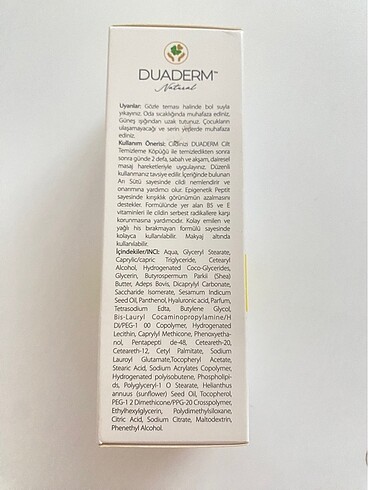 DUADERM™
Natural
Uyarılar: Gözle teması halinde bol suyla
yıkayınız. Oda sıcaklığında muhafaza ediniz.
Güneş ışığından uzak tutunuz. Çocukların
ulaşamayacağı ve serin yerlerde muhafaza
ediniz.
Kullanım Önerisi: Cildinizi DUADERM Cilt
Temizleme Köpüğü ile temizledikten sonra
sonra günde 2 defa, sabah ve akşam, dairesel
masaj hareketleriyle uygulayınız. Düzenli
kullanmanız tavsiye edilir. İçeriğinde bulunan
Arı Sütü sayesinde cildi nemlendirir ve
onarımına yardımcı olur. Epigenetik Peptit
sayesinde kırışıklık görünümün azalmasını
destekler. Formülünde yer alan B5 ve E
vitaminleri ile cildin serbest radikallere karşı
korunmasına yardımcı olur. Kolay emilen ve
yağlı his bırakmayan formülü sayesinde
kolayca kullanılabilir. Makyaj altında
kullanılabilir.
İçindekiler/INCI: Aqua, Glyceryl Stearate,
Caprylic/capric Triglyceride, Cetearyl
Alcohol, Hydrogenated Coco-Glycerides,
Glycerin, Butyrospermum Parkii (Shea)
Butter, Adeps Bovis, Dicaprylyl Carbonate,
Saccharide Isomerate, Sesamum Indicum
Seed Oil, Panthenol, Hyaluronic acid, Parfum,
Tetrasodium Edta, Butylene Glycol,
Bis-Lauryl Cocaminopropylamine/H
DI/PEG-1 00 Copolymer, Hydrogenated
Lecithin, Caprylyl Methicone, Phenoxyetha-
nol, Pentapepti de-48, Ceteareth-20,
Ceteareth-12, Cetyl Palmitate, Sodium
Lauroyl Glutamate,Tocopheryl Acetate,
Stearic Acid, Sodium Acrylates Copolymer,
Hydrogenated polyisobutene, Phospholip-
ids, Polyglyceryl-1 O Stearate, Helianthus
annuus (sunflower) Seed Oil, Tocopherol,
PEG-1 2 Dimethicone/PPG-20 Crosspolymer,
Ethylhexylglycerin, Polydimethylsiloxane,
Citric Acid, Sodium Citrate, Maltodextrin,
Phenethyl Alcohol.